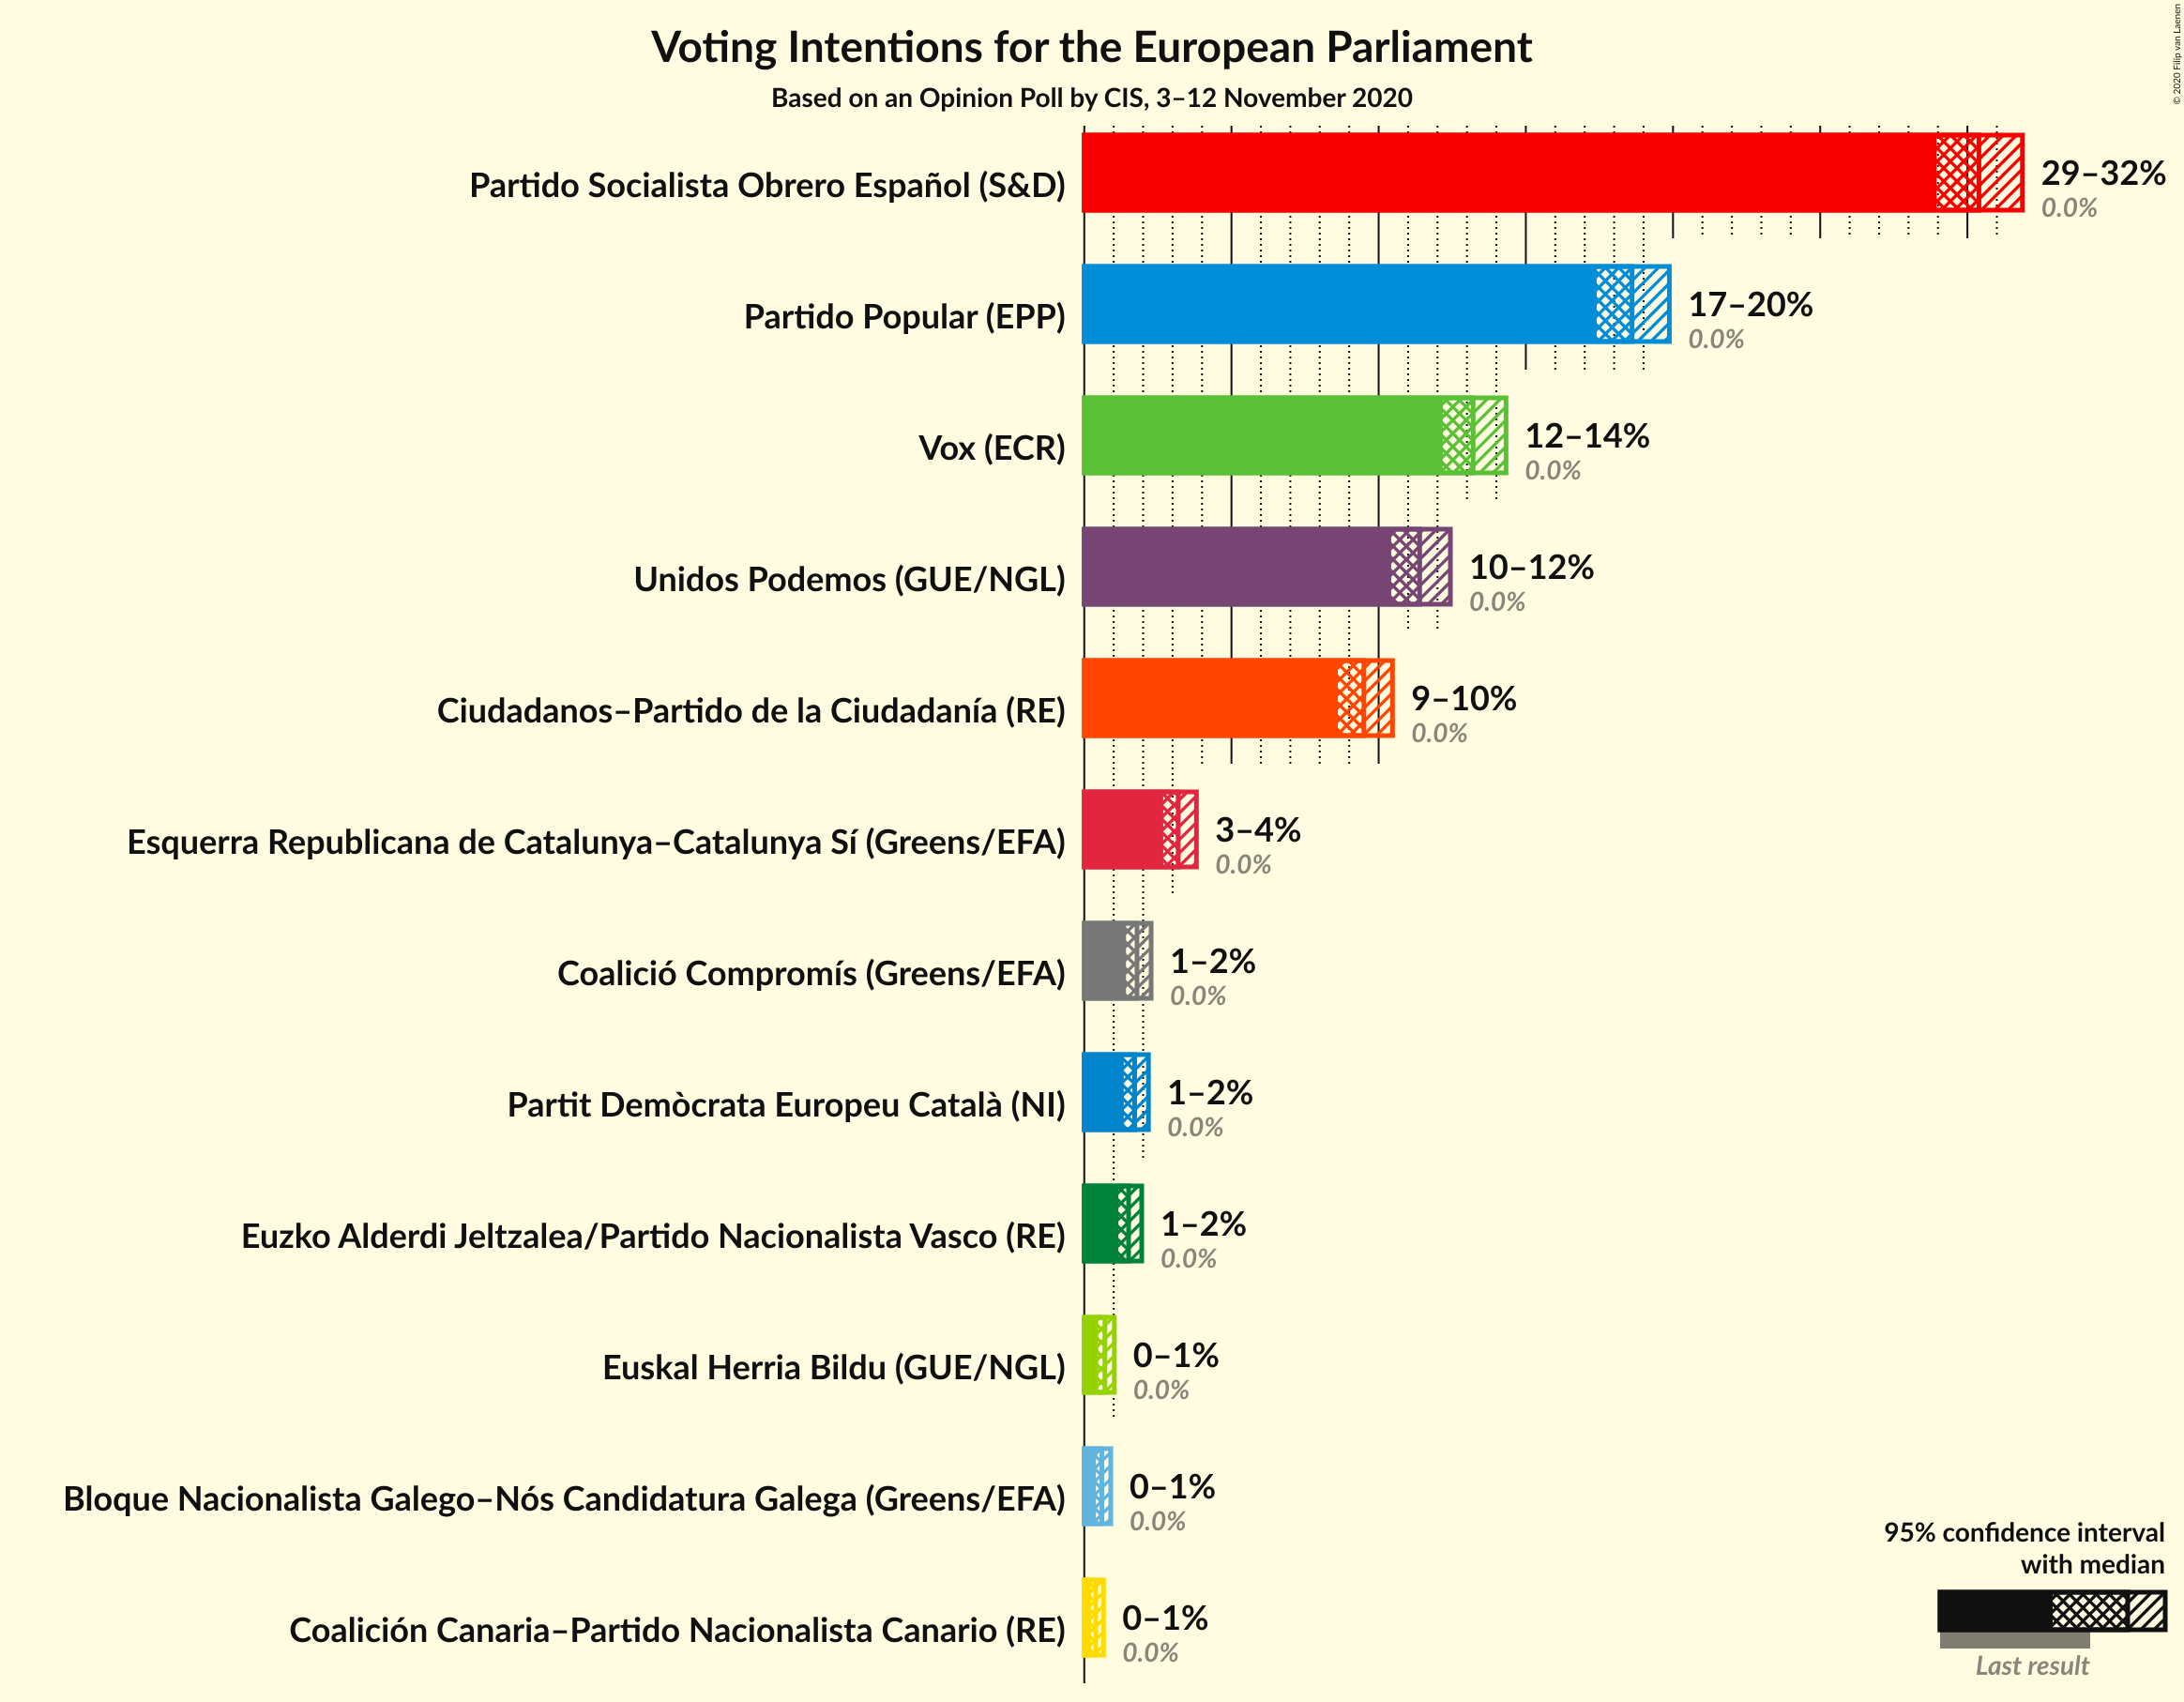 Voting Intentions for the European Parliament
Based on an Opinion Poll by CIS, 3–12 November 2020
© 2020 Filip van Laenen
Partido Socialista Obrero Español (S&D)
29–32%
0.0%
Partido Popular (EPP)
17–20%
0.0%
Vox (ECR)
12–14%
0.0%
Unidos Podemos (GUE/NGL)
10–12%
0.0%
Ciudadanos–Partido de la Ciudadanía (RE)
9–10%
0.0%
Esquerra Republicana de Catalunya–Catalunya Sí (Greens/EFA)
3–4%
0.0%
Coalició Compromís (Greens/EFA)
1–2%
0.0%
Partit Demòcrata Europeu Català (NI)
1–2%
0.0%
Euzko Alderdi Jeltzalea/Partido Nacionalista Vasco (RE)
1–2%
0.0%
Euskal Herria Bildu (GUE/NGL)
0–1%
0.0%
Bloque Nacionalista Galego–Nós Candidatura Galega (Greens/EFA)
0–1%
0.0%
Coalición Canaria–Partido Nacionalista Canario (RE)
0–1%
0.0%
95% confidence interval
with median
Last result